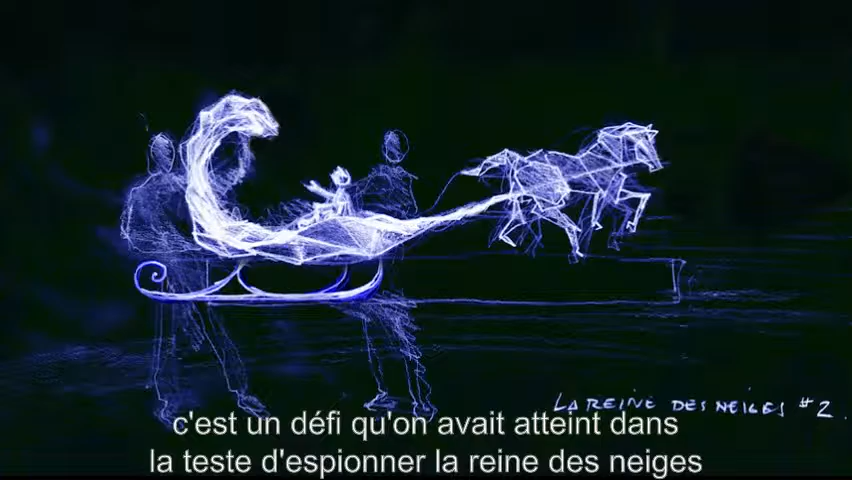 LA REINE DES NEIGES #2.
c'est un défi qu'on avait atteint dans
la teste d'espionner la reine des neiges